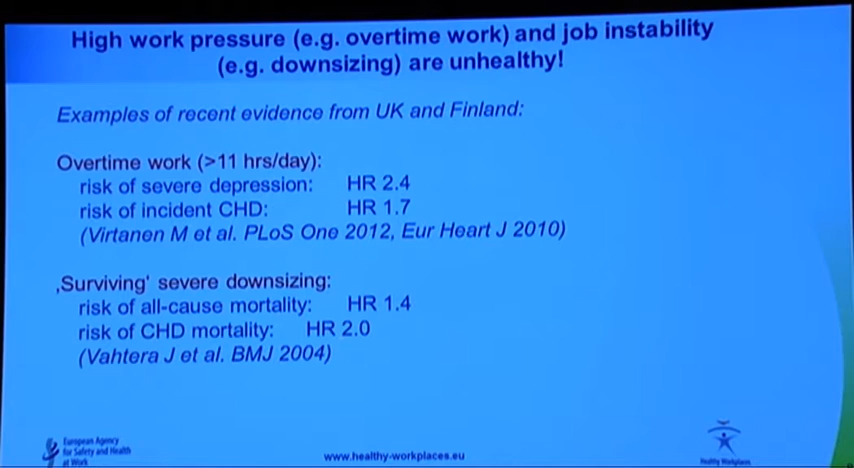 High work pressure (e.g. overtime work) and job instability
(e.g. downsizing) are unhealthy!
Examples of recent evidence from UK and Finland:
Overtime work (>11 hrs/day):
risk of severe depression: HR 2.4
risk of incident CHD: HR 1.7
(Virtanen M et al. PLoS One 2012, Eur Heart J 2010)
‚Surviving‘ severe downsizing:
risk of all-cause mortality: HR 1.4
risk of CHD mortality: HR 2.0
(Vahtera J et al. BMJ 2004)
European Agency
for Safety and Health
at Work
www.healthy-workplaces.eu
Healthy Workplaces